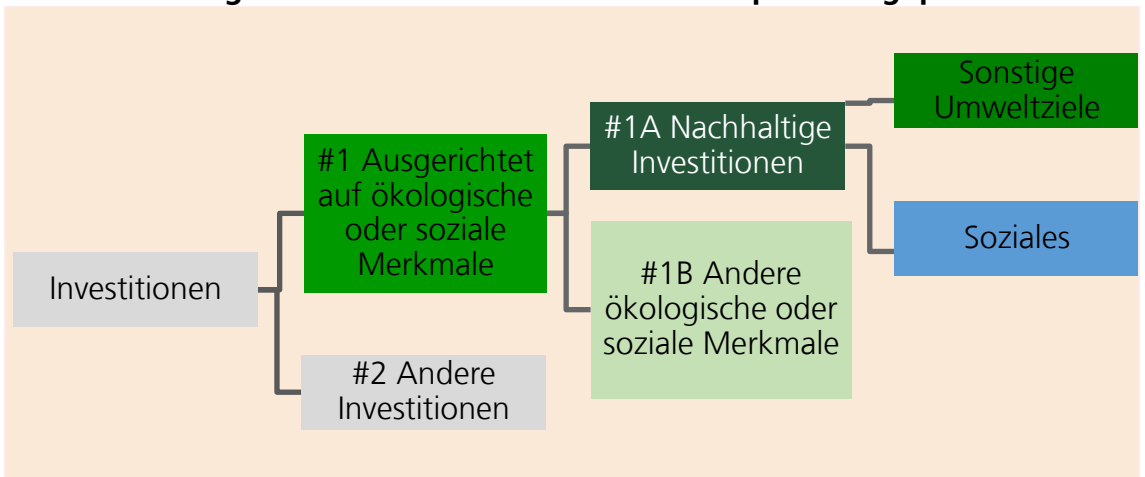 Investitionen
#1 Ausgerichtet
auf ökologische
oder soziale
Merkmale
#2 Andere
Investitionen
#1A Nachhaltige
Investitionen
#1B Andere
ökologische oder
soziale Merkmale
Sonstige
Umweltziele
Soziales